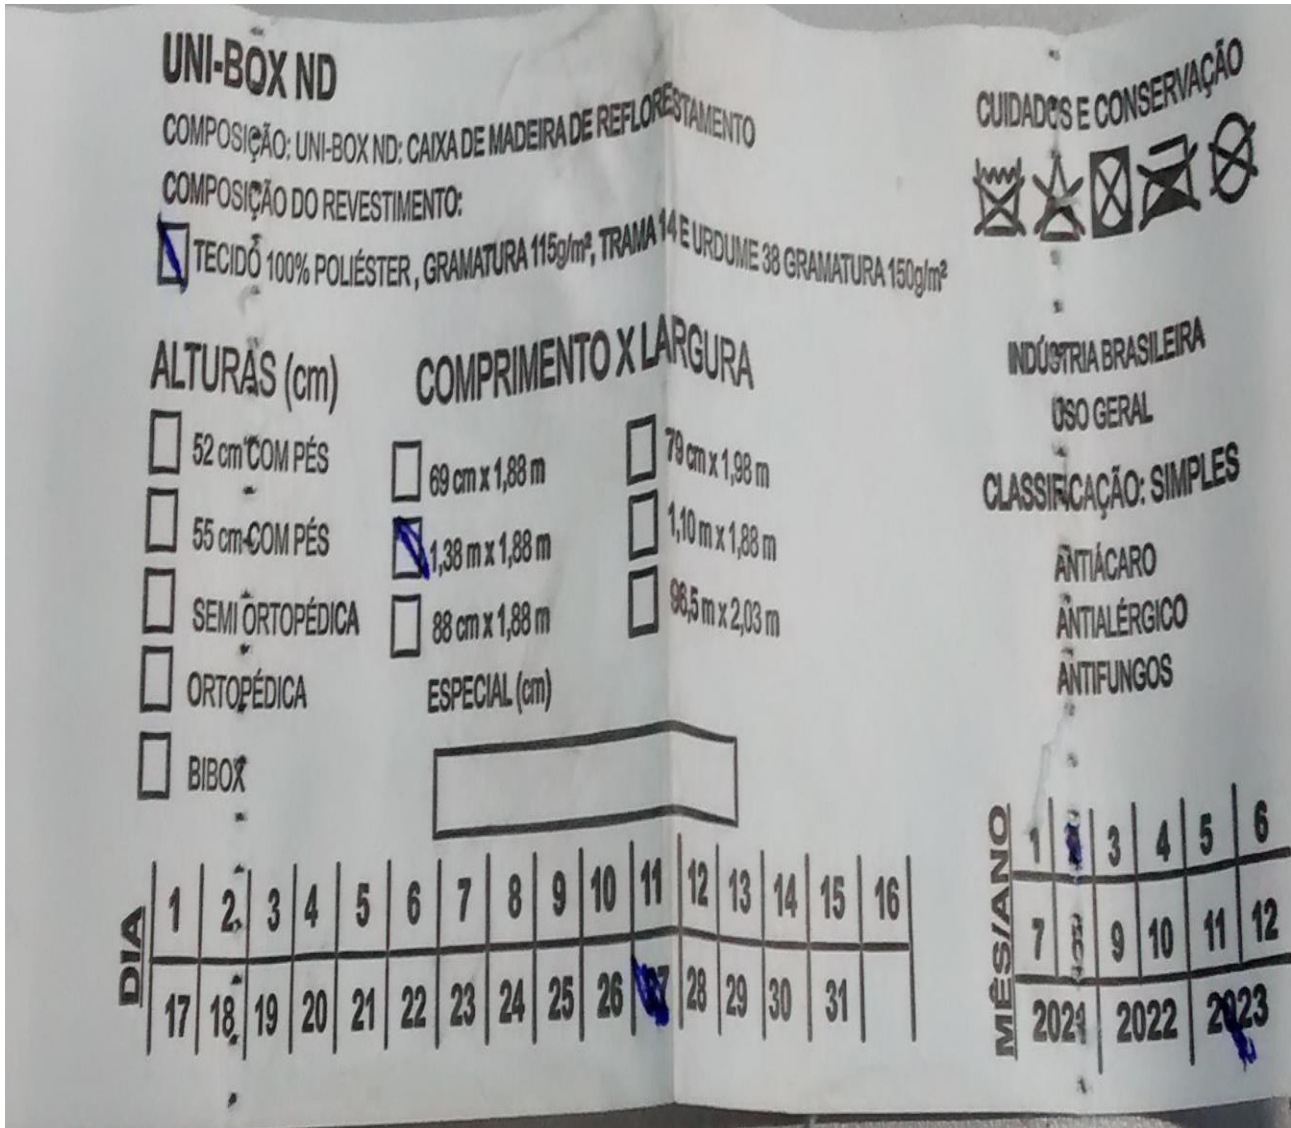 UNI-BOX ND
COMPOSIÇÃO: UNI-BOX ND: CAIXA DE MADEIRA DE REFLORESTAMENTO
COMPOSIÇÃO DO REVESTIMENTO:
TECIDO 100% POLIÉSTER, GRAMATURA 115g/m², TRAMA 14 E URDUME 38 GRAMATURA 150g/m²
CUIDADOS E CONSERVAÇÃO
ALTURAS (cm)
52 cm COM PÉS
55 cm COM PÉS
SEMI ORTOPÉDICA
ORTOPÉDICA
BIBOX
COMPRIMENTO X LARGURA
69 cm x 1,88 m
1,38 m x 1,88 m
88 cm x 1,88 m
79 cm x 1,98 m
1,10 m x 1,88 m
96,5 m x 2,03 m
ESPECIAL (cm)
INDÚSTRIA BRASILEIRA
USO GERAL
CLASSIFICAÇÃO: SIMPLES
ANTIÁCARO
ANTIALÉRGICO
ANTIFUNGOS
DIA
1 2 3 4 5 6 7 8 9 10 11 12 13 14 15 16
17 18 19 20 21 22 23 24 25 26 27 28 29 30 31
MÊS/ANO
1 3 4 5 6
7 8 9 10 11 12
2021 2022 2023